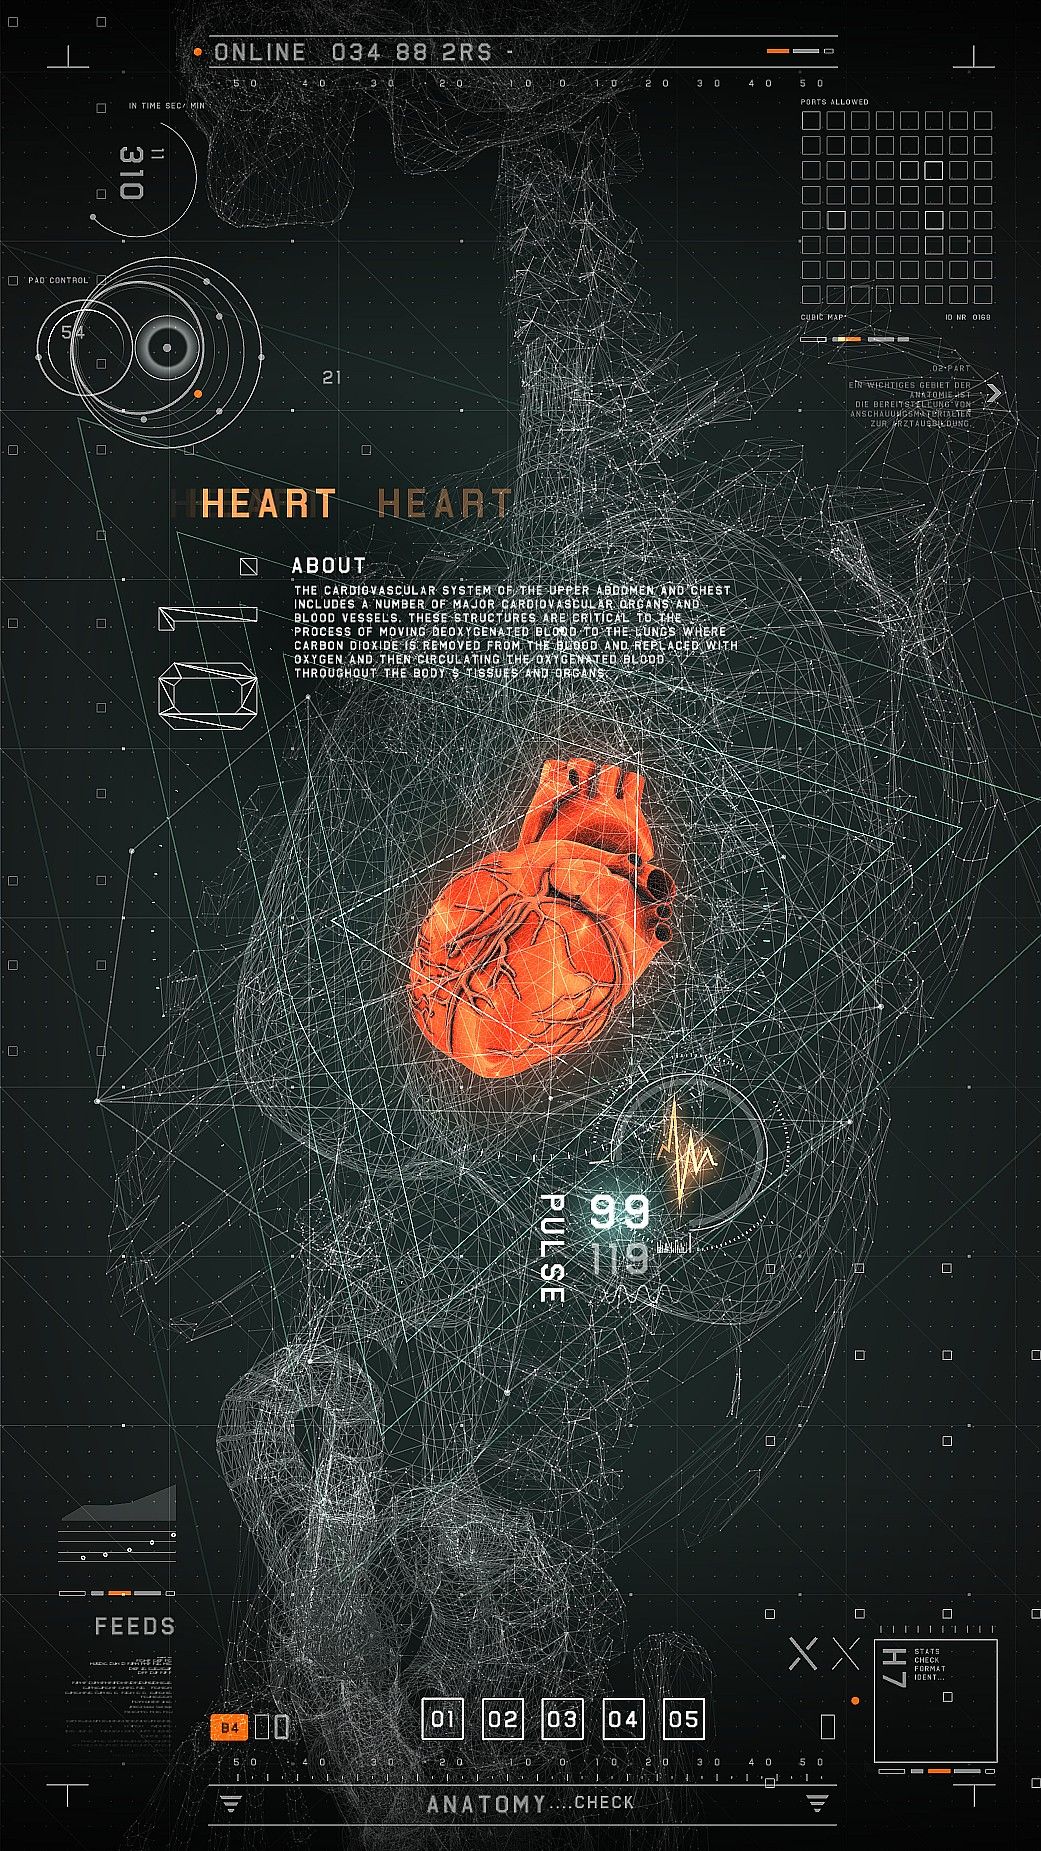 ONLINE 034 88 2RS -
50 40 30 20 10 0 10 20 30 40 50
IN TIME SEC/MIN
310
11
PORTS ALLOWED
CUBIC MAP
ID NR 0168
PAD CONTROL
54
21
02 PART
EIN WICHTIGES GEBIET DER
ANATOMIE IST
DIE BEREITSTELLUNG VON
ANSCHAUUNGSMATERIALIEN
ZUR ARZTAUSBILDUNG.
HEART HEART
ABOUT
THE CARDIOVASCULAR SYSTEM OF THE UPPER ABDOMEN AND CHEST
INCLUDES A NUMBER OF MAJOR CARDIOVASCULAR ORGANS AND
BLOOD VESSELS. THESE STRUCTURES ARE CRITICAL TO THE
PROCESS OF MOVING DEOXYGENATED BLOOD TO THE LUNGS WHERE
CARBON DIOXIDE IS REMOVED FROM THE BLOOD AND REPLACED WITH
OXYGEN AND THEN CIRCULATING THE OXYGENATED BLOOD
THROUGHOUT THE BODY S TISSUES AND ORGANS.
10
PULSE
99
119
FEEDS
B4
01 02 03 04 05
H7
STATS
CHECK
FORMAT
IDENT...
50 40 30 20 10 0 10 20 30 40 50
ANATOMY....CHECK